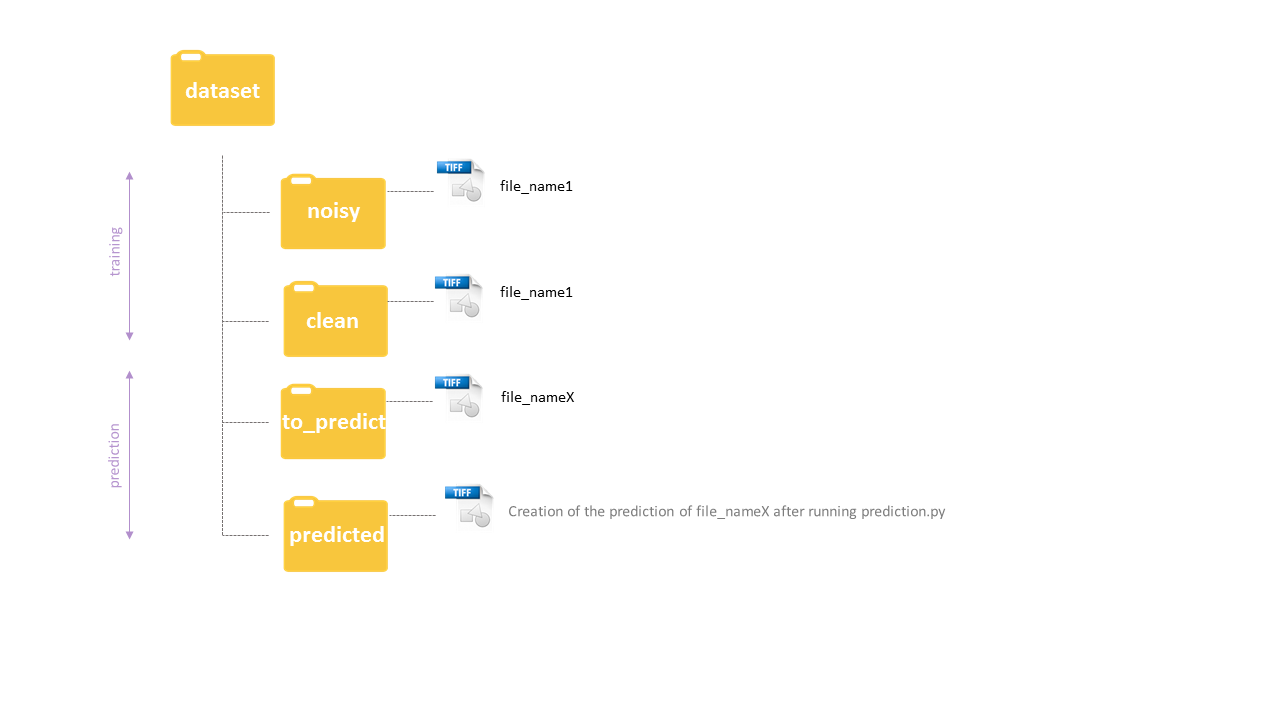 dataset
TIFF
file_name1
noisy
training
TIFF
file_name1
clean
TIFF
file_nameX
to_predict
prediction
TIFF
Creation of the prediction of file_nameX after running prediction.py
predicted